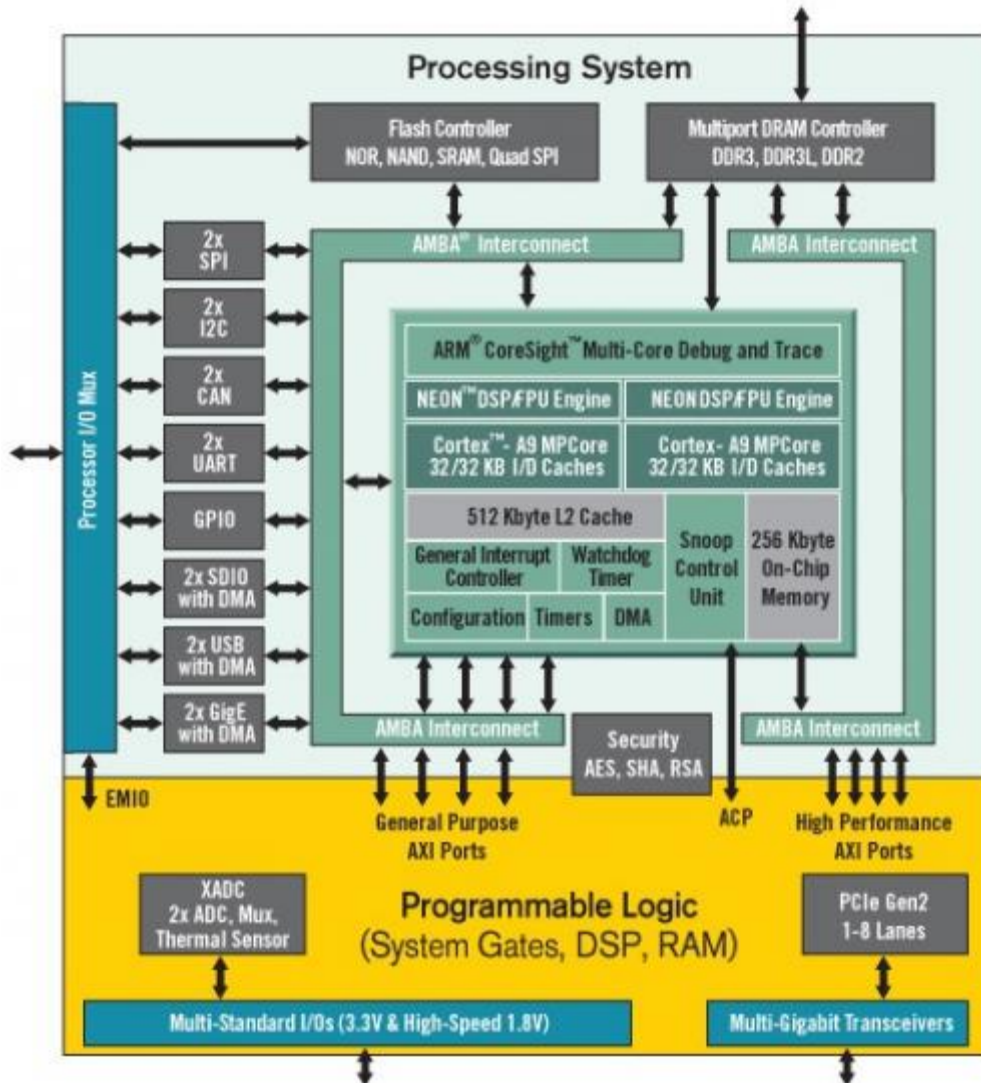 Processing System
Flash Controller
NOR, NAND, SRAM, Quad SPI
Multiport DRAM Controller
DDR3, DDR3L, DDR2
AMBA® Interconnect
AMBA Interconnect
Processor I/O Mux
2x
SPI
2x
I2C
2x
CAN
2x
UART
GPIO
2x SDIO
with DMA
2x USB
with DMA
2x GigE
with DMA
ARM® CoreSight™ Multi-Core Debug and Trace
NEON™ DSP/FPU Engine
NEON DSP/FPU Engine
Cortex™- A9 MPCore
32/32 KB I/D Caches
Cortex- A9 MPCore
32/32 KB I/D Caches
512 Kbyte L2 Cache
General Interrupt
Controller
Watchdog
Timer
Configuration
Timers
DMA
Snoop
Control
Unit
256 Kbyte
On-Chip
Memory
AMBA Interconnect
AMBA Interconnect
Security
AES, SHA, RSA
EMIO
General Purpose
AXI Ports
ACP
High Performance
AXI Ports
XADC
2x ADC, Mux,
Thermal Sensor
Programmable Logic
(System Gates, DSP, RAM)
PCIe Gen2
1-8 Lanes
Multi-Standard I/Os (3.3V & High-Speed 1.8V)
Multi-Gigabit Transceivers